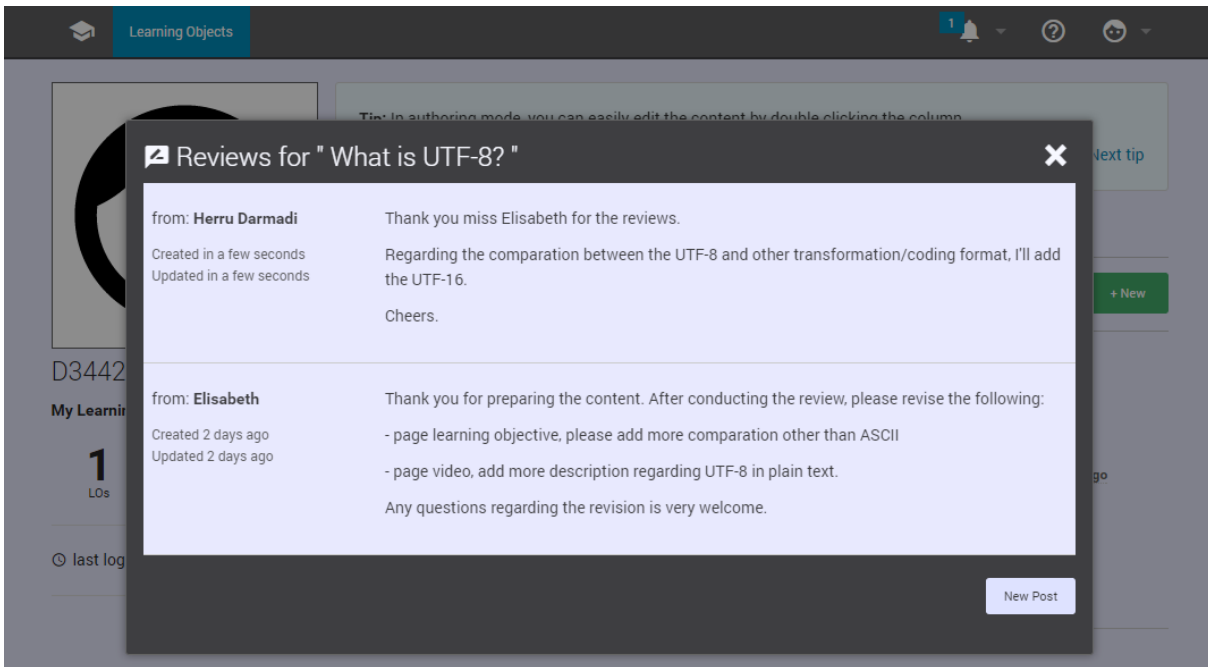 Learning Objects
1
Tip: In authoring mode, you can easily edit the content by double clicking the column
Next tip
Reviews for " What is UTF-8? "
from: Herru Darmadi
Created in a few seconds
Updated in a few seconds
Thank you miss Elisabeth for the reviews.
Regarding the comparation between the UTF-8 and other transformation/coding format, I'll add
the UTF-16.
Cheers.
+ New
D3442
My Learnin
1
LOs
from: Elisabeth
Created 2 days ago
Updated 2 days ago
Thank you for preparing the content. After conducting the review, please revise the following:
- page learning objective, please add more comparation other than ASCII
- page video, add more description regarding UTF-8 in plain text.
Any questions regarding the revision is very welcome.
go
last log
New Post